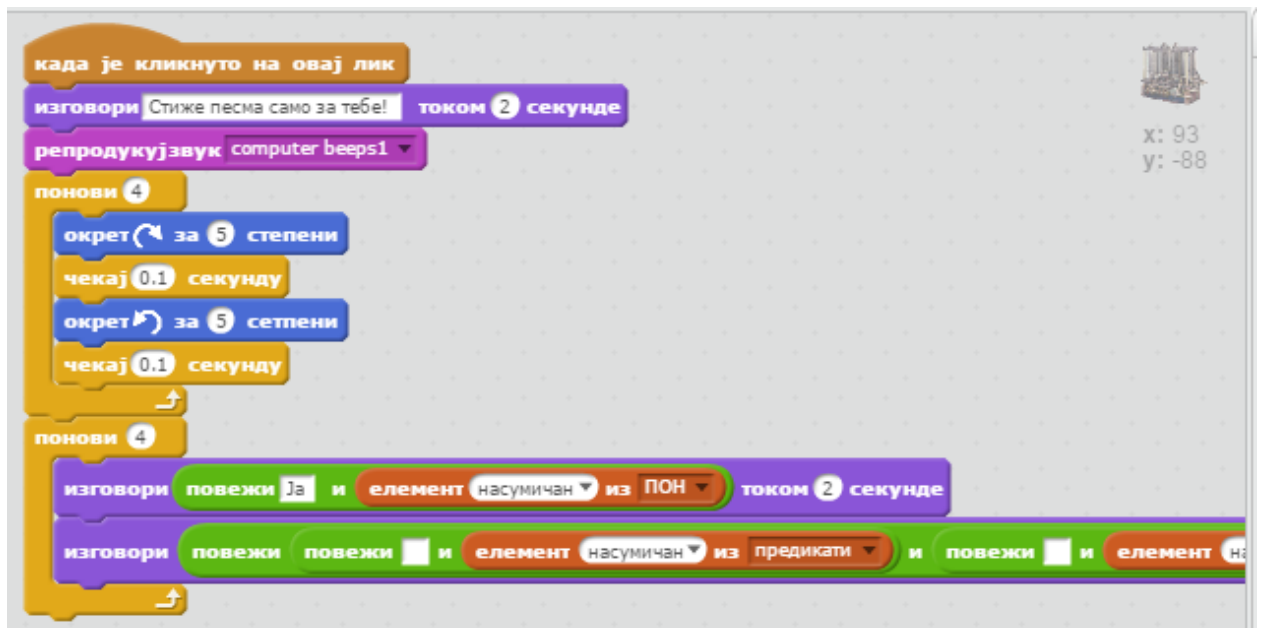 када је кликнуто на овај лик
изговори Стиже песма само за тебе! током 2 секунде
репродукујзвук computer beeps1
понови 4
окрет за 5 степени
чекај 0.1 секунду
окрет за 5 сетпени
чекај 0.1 секунду
понови 4
изговори повежи Ја и елемент насумичан из ПОН током 2 секунде
изговори повежи повежи и елемент насумичан из предикати и повежи и елемент
x: 93
y: -88